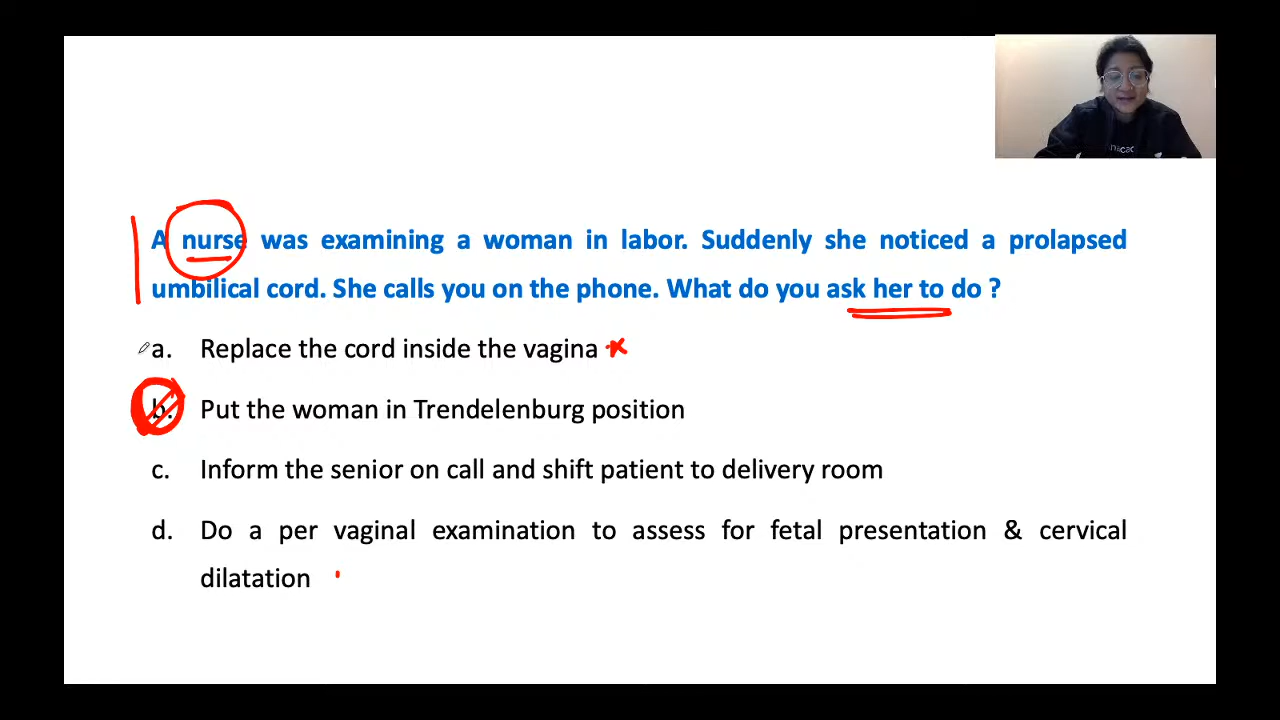 A nurse was examining a woman in labor. Suddenly she noticed a prolapsed
umbilical cord. She calls you on the phone. What do you ask her to do ?
a. Replace the cord inside the vagina
b. Put the woman in Trendelenburg position
c. Inform the senior on call and shift patient to delivery room
d. Do a per vaginal examination to assess for fetal presentation & cervical
dilatation